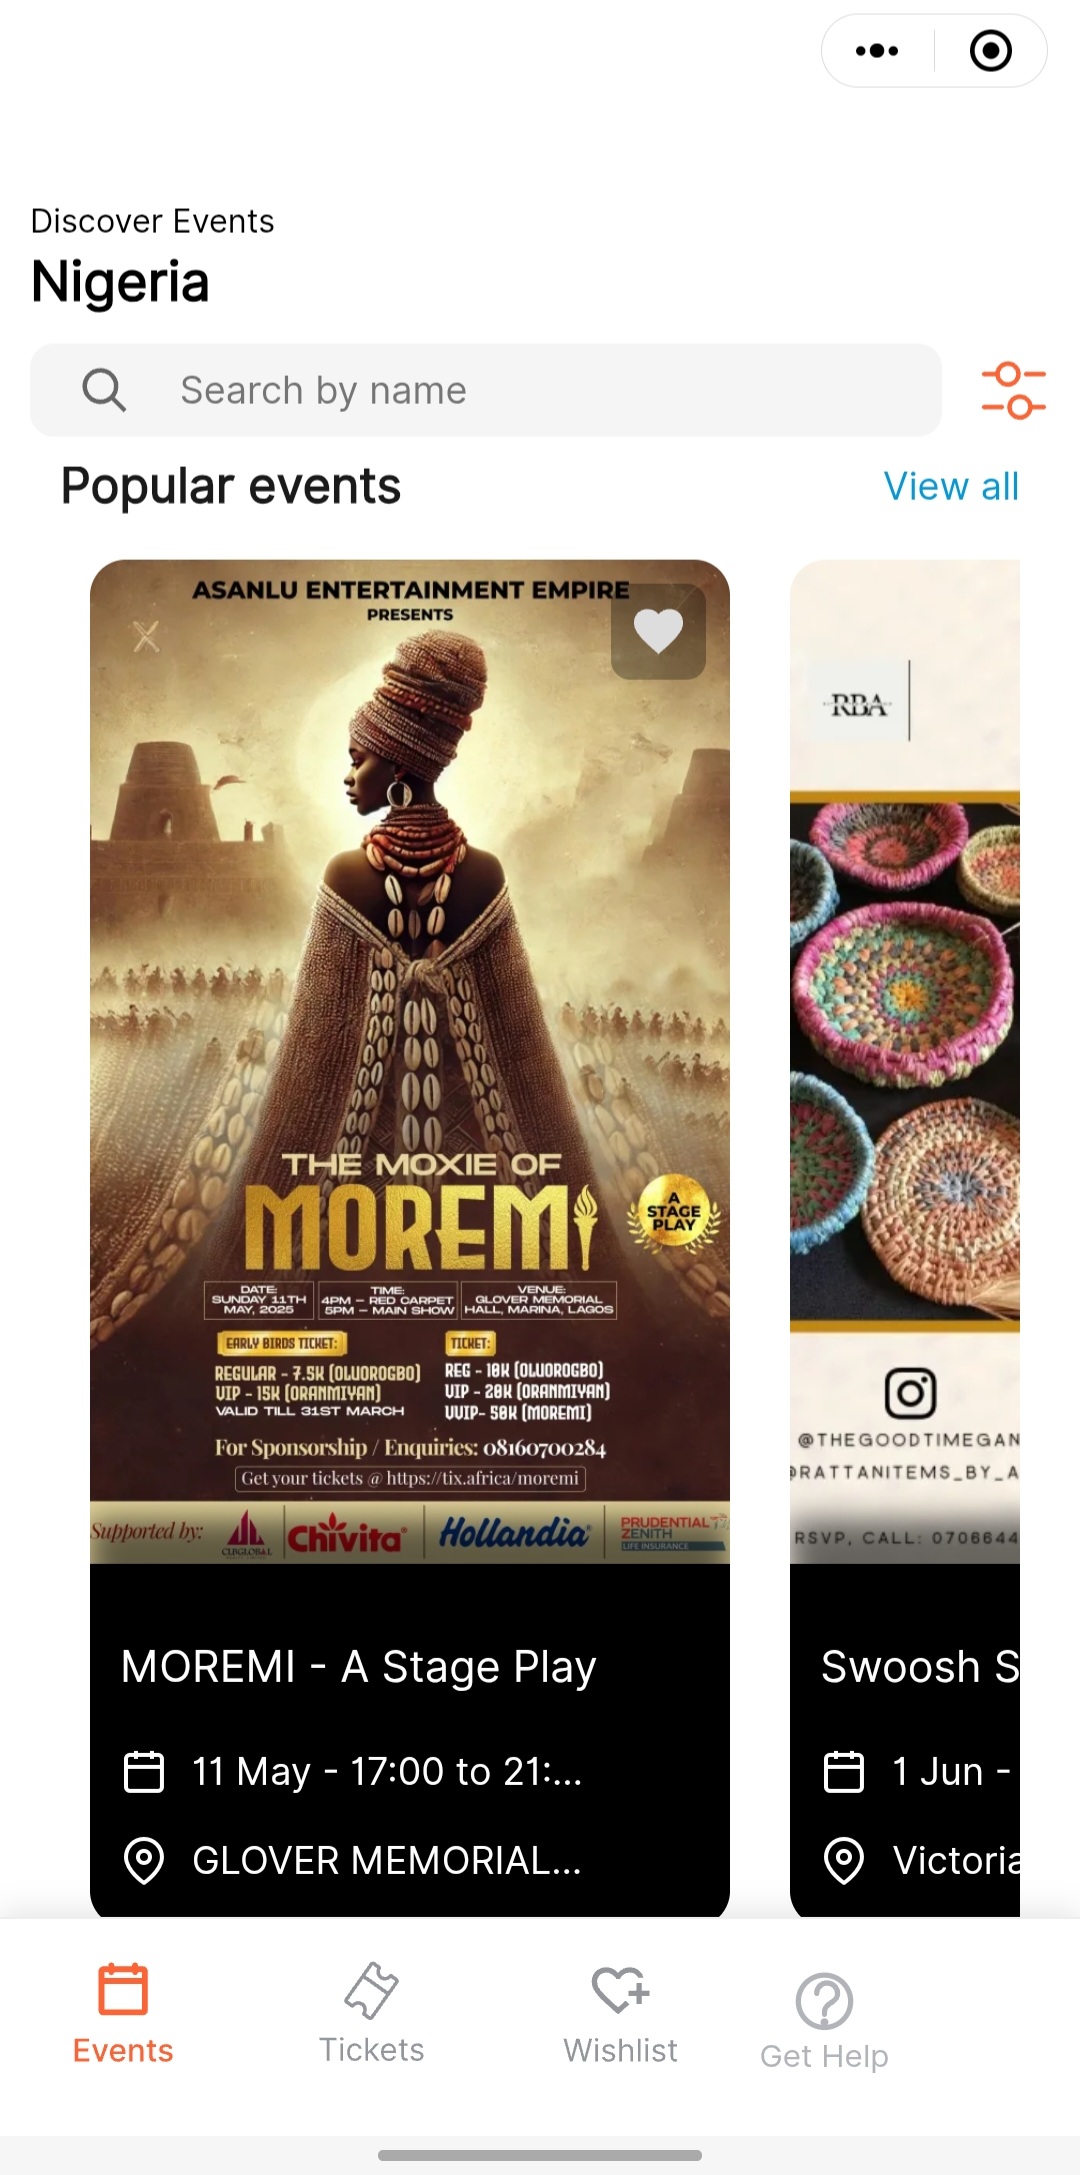 Discover Events
Nigeria
Search by name
Popular events
View all
ASANLU ENTERTAINMENT EMPIRE
PRESENTS
THE MOXIE OF
MOREMI
A
STAGE
PLAY
DATE:
SUNDAY 11TH
MAY, 2025
TIME:
4PM – RED CARPET
5PM – MAIN SHOW
VENUE:
GLOVER MEMORIAL
HALL, MARINA, LAGOS
EARLY BIRDS TICKET:
REGULAR - 7.5K (OLUOROGBO)
VIP - 15K (ORANMIYAN)
VALID TILL 31ST MARCH
TICKET:
REG - 10K (OLUOROGBO)
VIP - 20K (ORANMIYAN)
VVIP- 50K (MOREMI)
For Sponsorship / Enquiries: 08160700284
Get your tickets @ https://tix.africa/moremi
Supported by:
CLBGLOBAL
Chivita
Hollandia
PRUDENTIAL
ZENITH
LIFE INSURANCE
MOREMI - A Stage Play
11 May - 17:00 to 21:...
GLOVER MEMORIAL...
RBA
@THEGOODTIMEGAN
@RATTANITEMS_BY_A
RSVP, CALL: 0706644
Swoosh S
1 Jun -
Victoria
Events
Tickets
Wishlist
Get Help